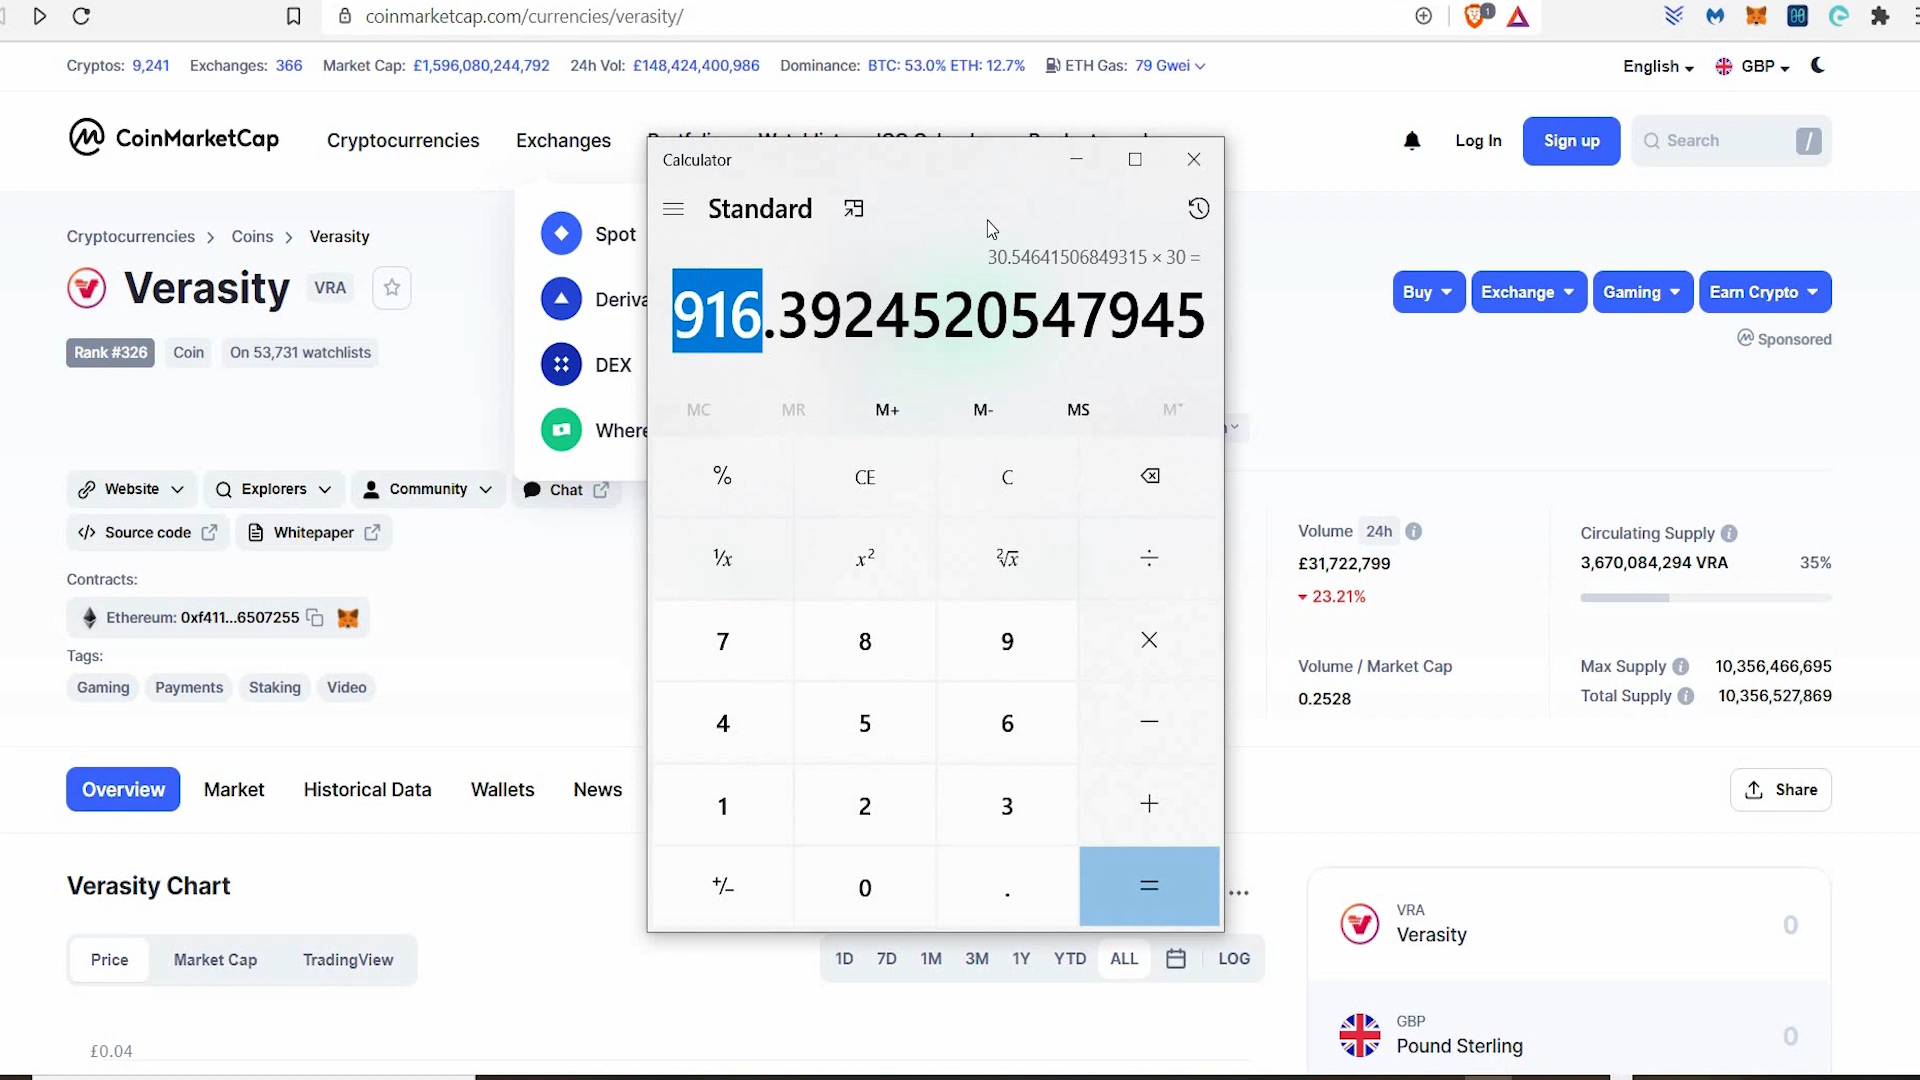 coinmarketcap.com/currencies/verasity/
1
Cryptos: 9,241 Exchanges: 366 Market Cap: £1,596,080,244,792 24h Vol: £148,424,400,986 Dominance: BTC: 53.0% ETH: 12.7% ETH Gas: 79 Gwei
English GBP
CoinMarketCap Cryptocurrencies Exchanges
Log In Sign up Search /
Calculator
Standard
30.54641506849315 × 30 =
916.3924520547945
MC MR M+ M- MS M˅
% CE C
¹/x x² ²√x ÷
7 8 9 ×
4 5 6 −
1 2 3 +
+/− 0 . =
Cryptocurrencies > Coins > Verasity
Verasity VRA
Rank #326 Coin On 53,731 watchlists
Spot
DEX
Buy Exchange Gaming Earn Crypto
Sponsored
Website Explorers Community Chat
Source code Whitepaper
Contracts:
Ethereum: 0xf411...6507255
Tags:
Gaming Payments Staking Video
Volume 24h
£31,722,799
23.21%
Volume / Market Cap
0.2528
Circulating Supply
3,670,084,294 VRA 35%
Max Supply 10,356,466,695
Total Supply 10,356,527,869
Overview Market Historical Data Wallets News
Share
Verasity Chart
Price Market Cap TradingView
1D 7D 1M 3M 1Y YTD ALL LOG
£0.04
VRA
Verasity 0
GBP
Pound Sterling 0